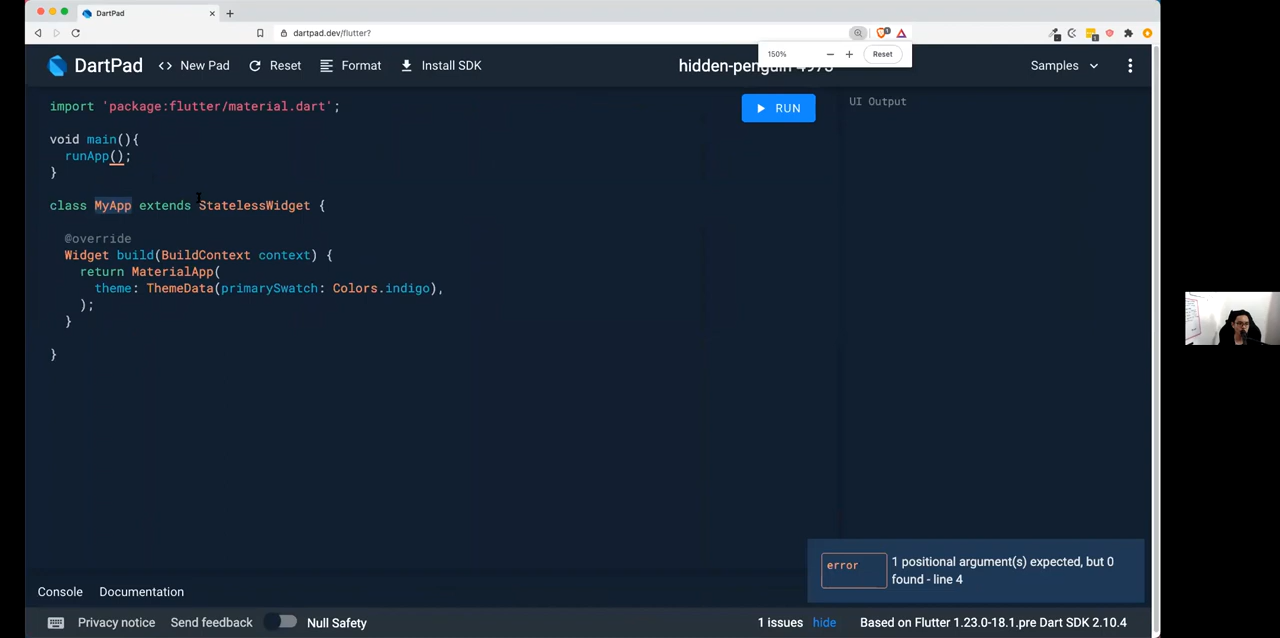 DartPad
dartpad.dev/flutter?
150%
Reset
DartPad
New Pad
Reset
Format
Install SDK
Samples
import 'package:flutter/material.dart';
RUN
UI Output
void main(){
runApp();
}
class MyApp extends StatelessWidget {
@override
Widget build(BuildContext context) {
return MaterialApp(
theme: ThemeData(primarySwatch: Colors.indigo),
);
}
}
error
1 positional argument(s) expected, but 0
found - line 4
Console
Documentation
Privacy notice
Send feedback
Null Safety
1 issues
hide
Based on Flutter 1.23.0-18.1.pre Dart SDK 2.10.4